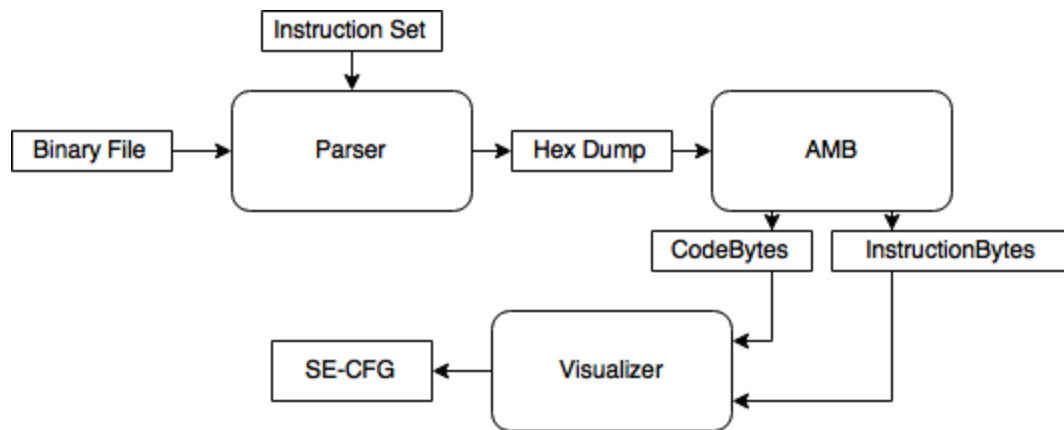 Instruction Set
Binary File
Parser
Hex Dump
AMB
CodeBytes
InstructionBytes
SE-CFG
Visualizer